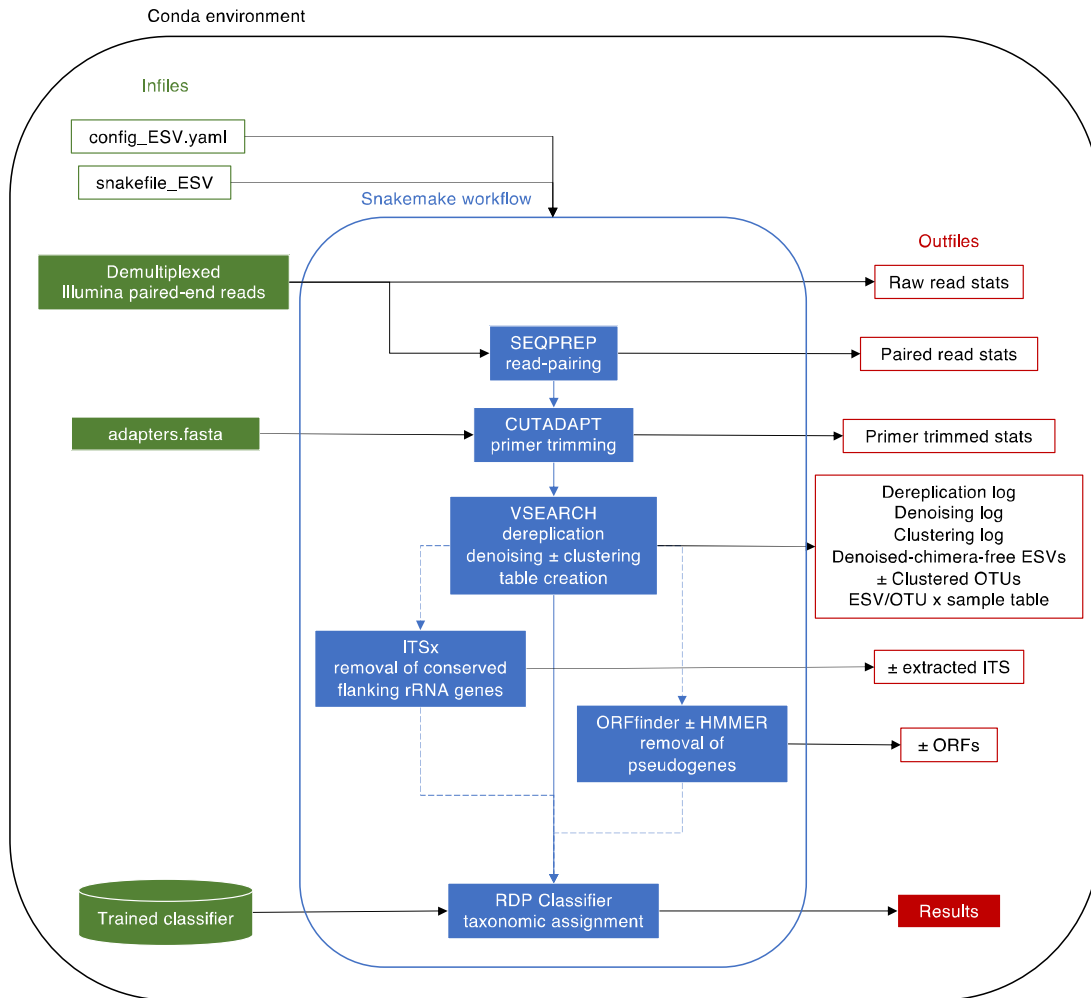 Conda environment
Infiles
config_ESV.yaml
snakefile_ESV
Snakemake workflow
Outfiles
Demultiplexed
Illumina paired-end reads
Raw read stats
SEQPREP
read-pairing
Paired read stats
adapters.fasta
CUTADAPT
primer trimming
Primer trimmed stats
VSEARCH
dereplication
denoising ± clustering
table creation
Dereplication log
Denoising log
Clustering log
Denoised-chimera-free ESVs
± Clustered OTUs
ESV/OTU x sample table
ITSx
removal of conserved
flanking rRNA genes
± extracted ITS
ORFfinder ± HMMER
removal of
pseudogenes
± ORFs
Trained classifier
RDP Classifier
taxonomic assignment
Results